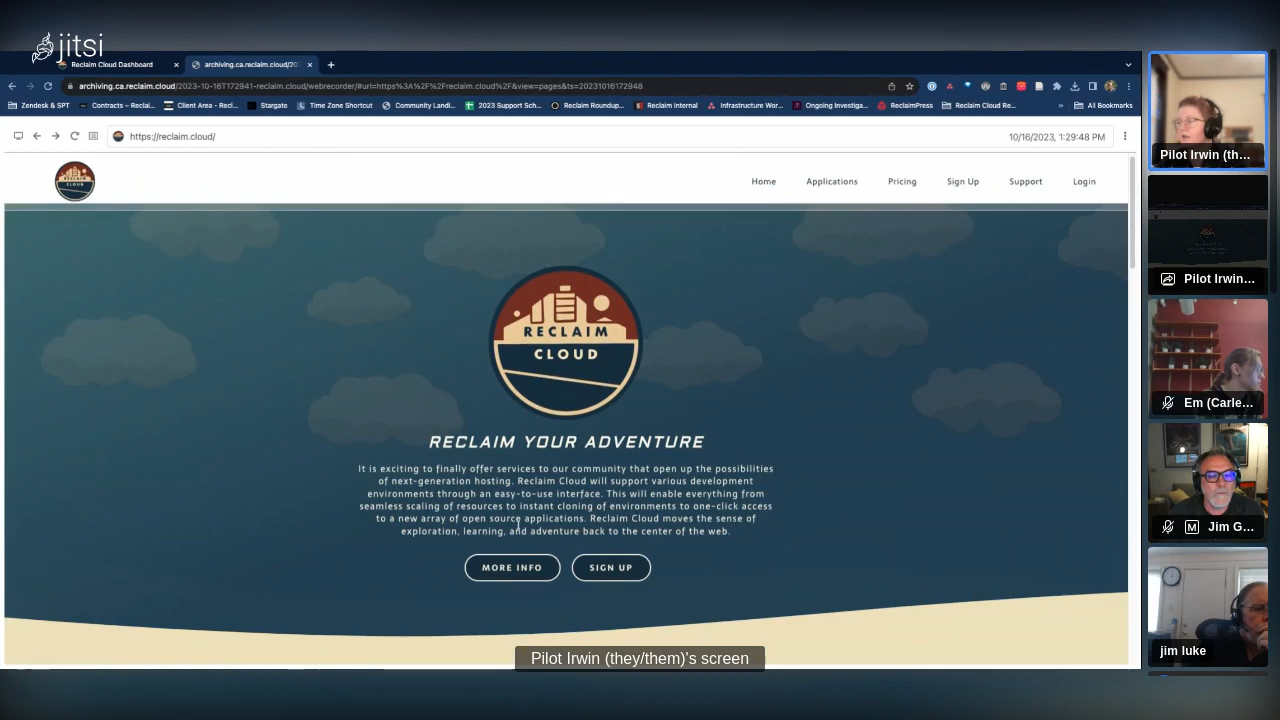 jitsi
Reclaim Cloud Dashboard
archiving.ca.reclaim.cloud/202
archiving.ca.reclaim.cloud/2023-10-16T172941-reclaim.cloud/webrecorder/#url=https%3A%2F%2Freclaim.cloud%2F&view=pages&ts=20231016172948
Zendesk & SPT
Contracts – Reclai...
Client Area - Recl...
Stargate
Time Zone Shortcut
Community Landi...
2023 Support Sch...
Reclaim Roundup...
Reclaim Internal
Infrastructure Wor...
Ongoing Investiga...
ReclaimPress
Reclaim Cloud Re...
»
All Bookmarks
https://reclaim.cloud/
10/16/2023, 1:29:48 PM
RECLAIM
CLOUD
Home
Applications
Pricing
Sign Up
Support
Login
RECLAIM
CLOUD
RECLAIM YOUR ADVENTURE
It is exciting to finally offer services to our community that open up the possibilities
of next-generation hosting. Reclaim Cloud will support various development
environments through an easy-to-use interface. This will enable everything from
seamless scaling of resources to instant cloning of environments to one-click access
to a new array of open source applications. Reclaim Cloud moves the sense of
exploration, learning, and adventure back to the center of the web.
MORE INFO
SIGN UP
Pilot Irwin (they/them)'s screen
Pilot Irwin (th...
Pilot Irwin...
Em (Carle...
M
Jim G...
jim luke